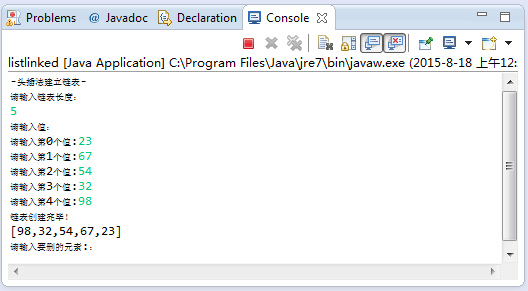 Problems @ Javadoc Declaration Console
listlinked [Java Application] C:\Program Files\Java\jre7\bin\javaw.exe (2015-8-18 上午12:
-头插法建立链表-
请输入链表长度:
5
请输入值:
请输入第0个值:23
请输入第1个值:67
请输入第2个值:54
请输入第3个值:32
请输入第4个值:98
链表创建完毕!
[98,32,54,67,23]
请输入要删的元素::